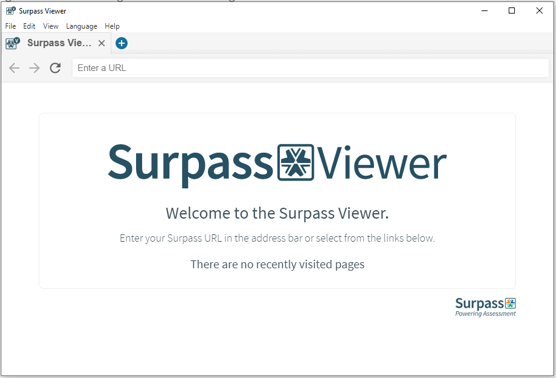 Surpass Viewer
File Edit View Language Help
Surpass Vie...
Enter a URL
Surpass Viewer
Welcome to the Surpass Viewer.
Enter your Surpass URL in the address bar or select from the links below.
There are no recently visited pages
Surpass
Powering Assessment